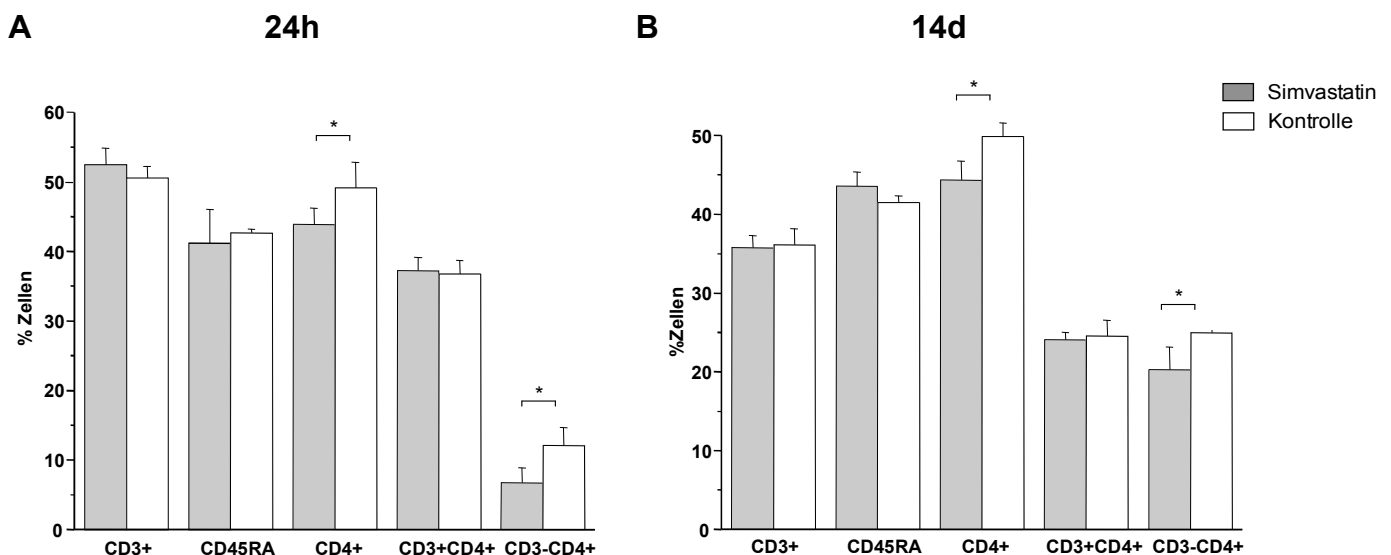 A 24h
B 14d
Simvastatin
Kontrolle
% Zellen
60
50
40
30
20
10
0
*
*
CD3+ CD45RA CD4+ CD3+CD4+ CD3-CD4+
%Zellen
50
40
30
20
10
0
*
*
CD3+ CD45RA CD4+ CD3+CD4+ CD3-CD4+